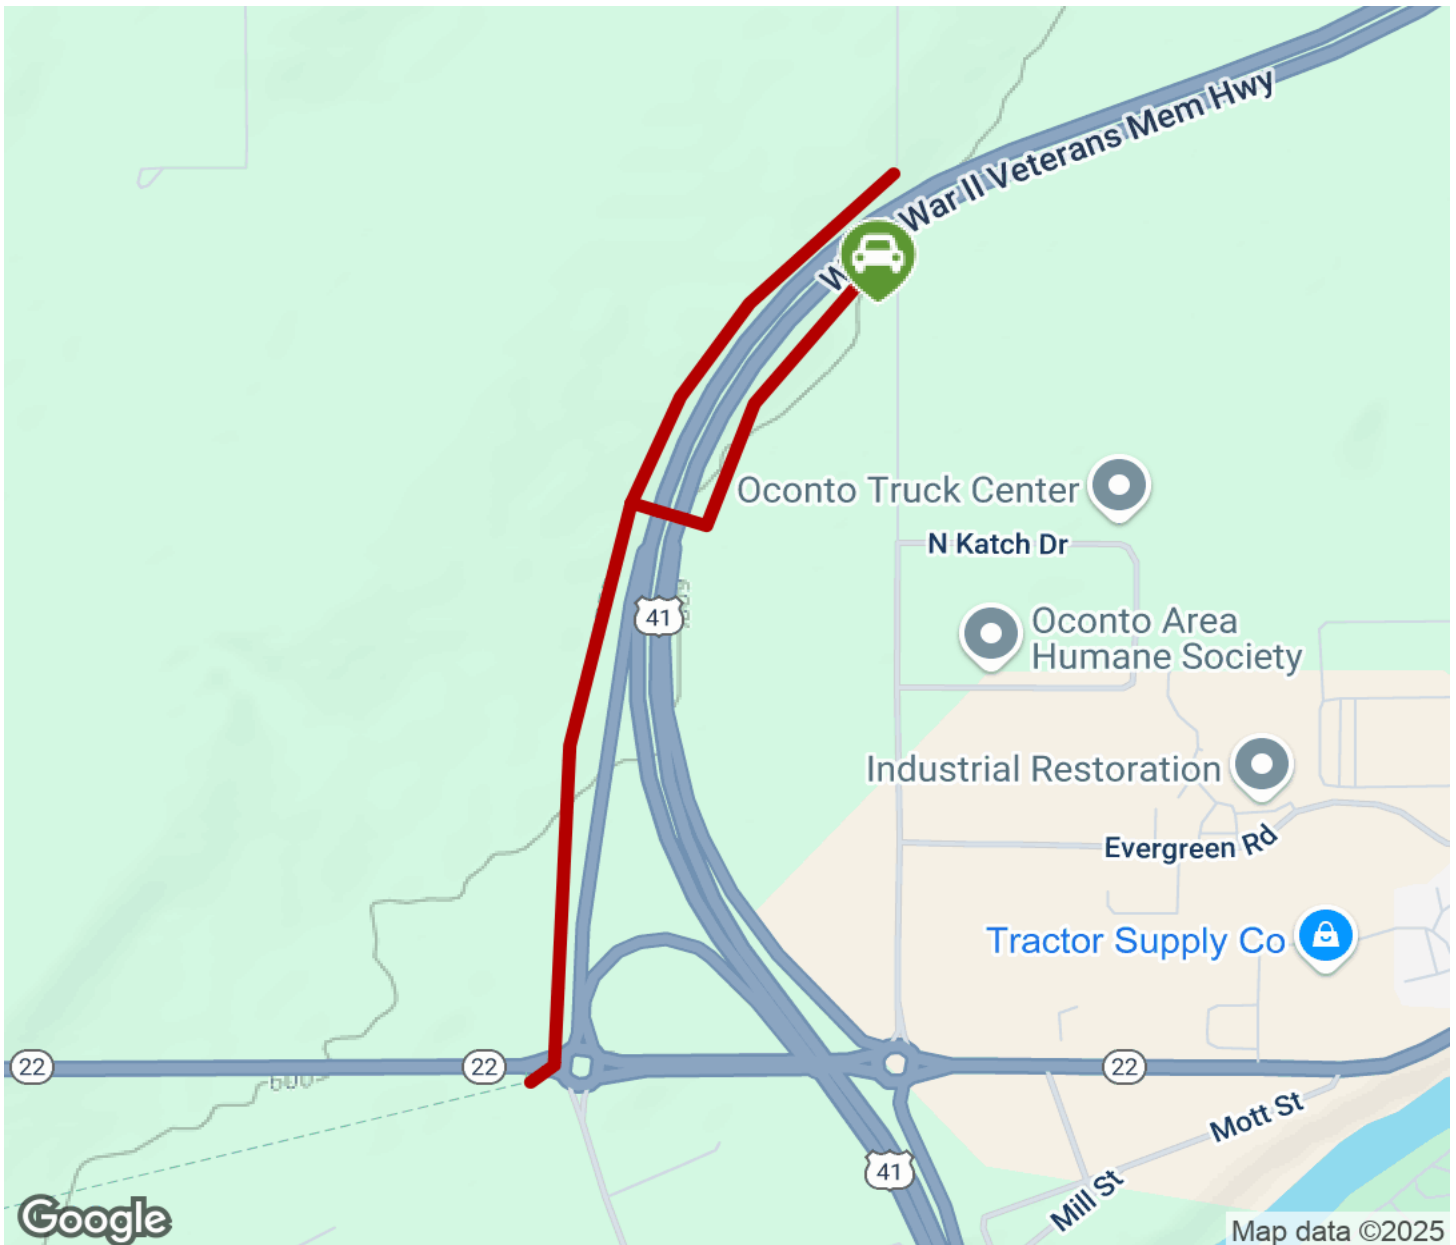 War II Veterans Mem Hwy
W
Oconto Truck Center
N Katch Dr
41
Oconto Area
Humane Society
Industrial Restoration
Evergreen Rd
Tractor Supply Co
22
22
22
600
Mott St
41
Mill St
Google
Map data ©2025